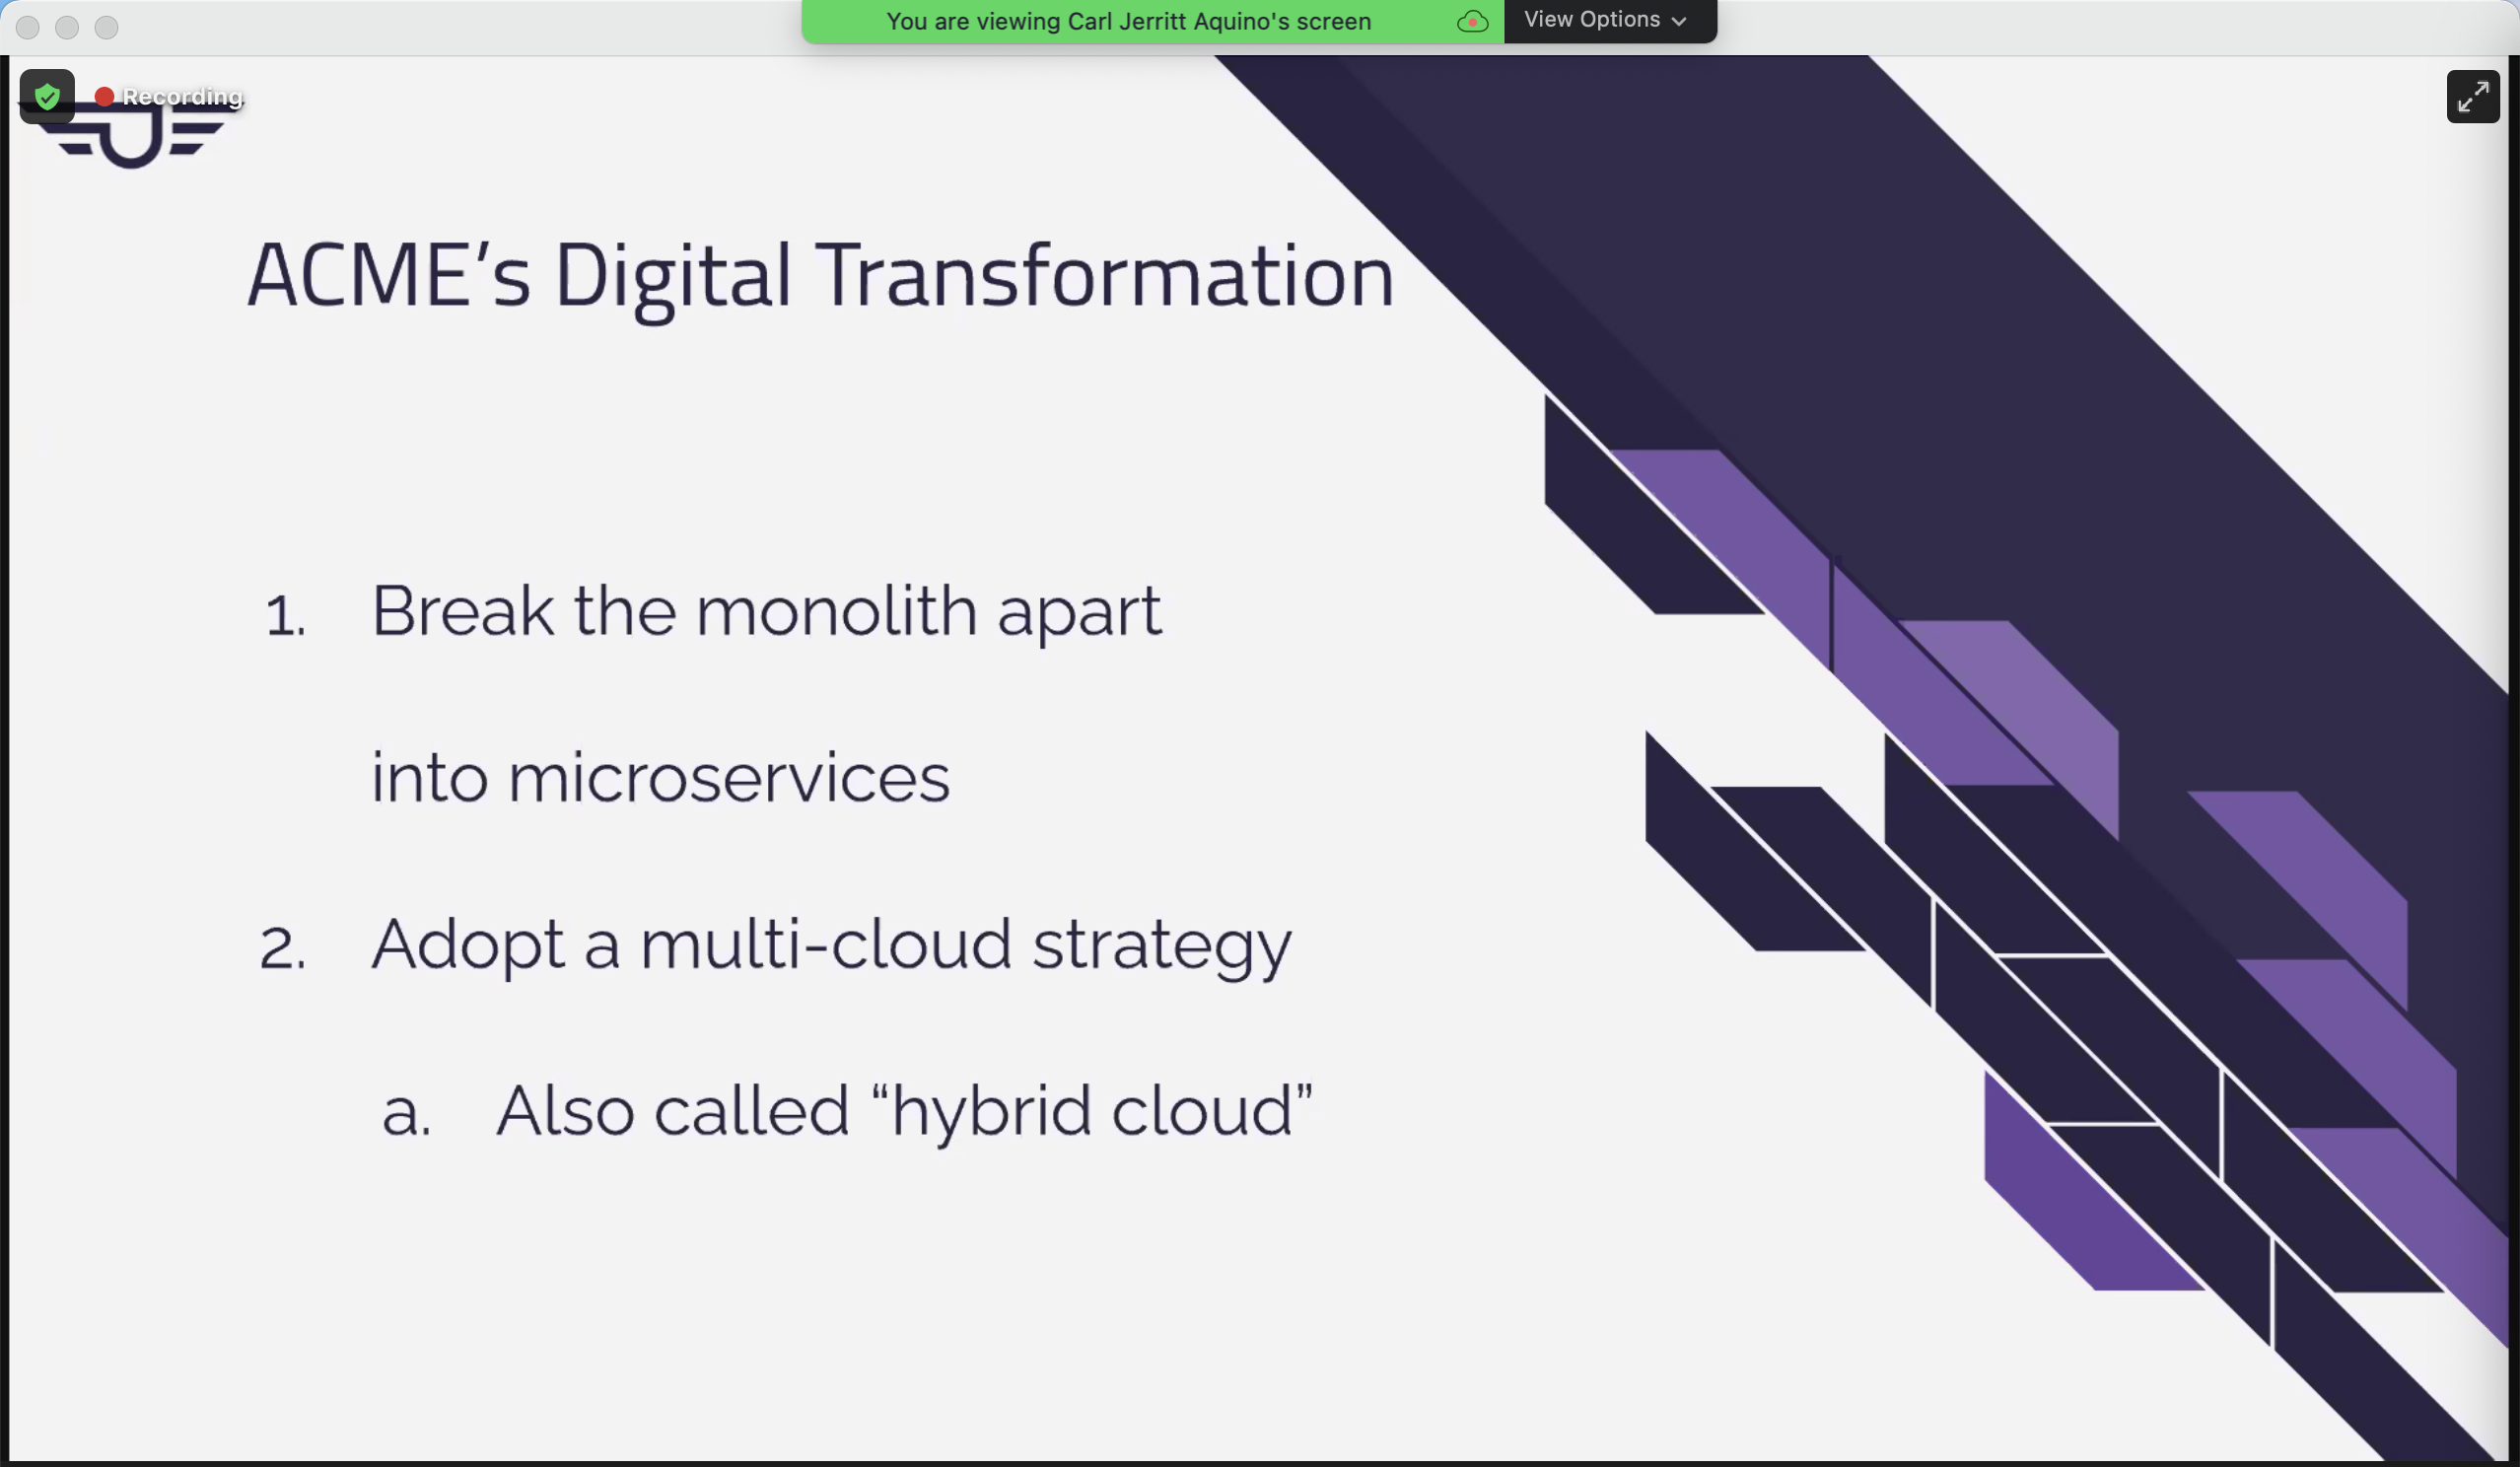 You are viewing Carl Jerritt Aquino's screen
View Options
Recording
ACME’s Digital Transformation
1. Break the monolith apart
into microservices
2. Adopt a multi-cloud strategy
a. Also called “hybrid cloud”